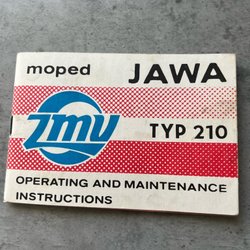 moped JAWA
ZMV
TYP 210
OPERATING AND MAINTENANCE
INSTRUCTIONS